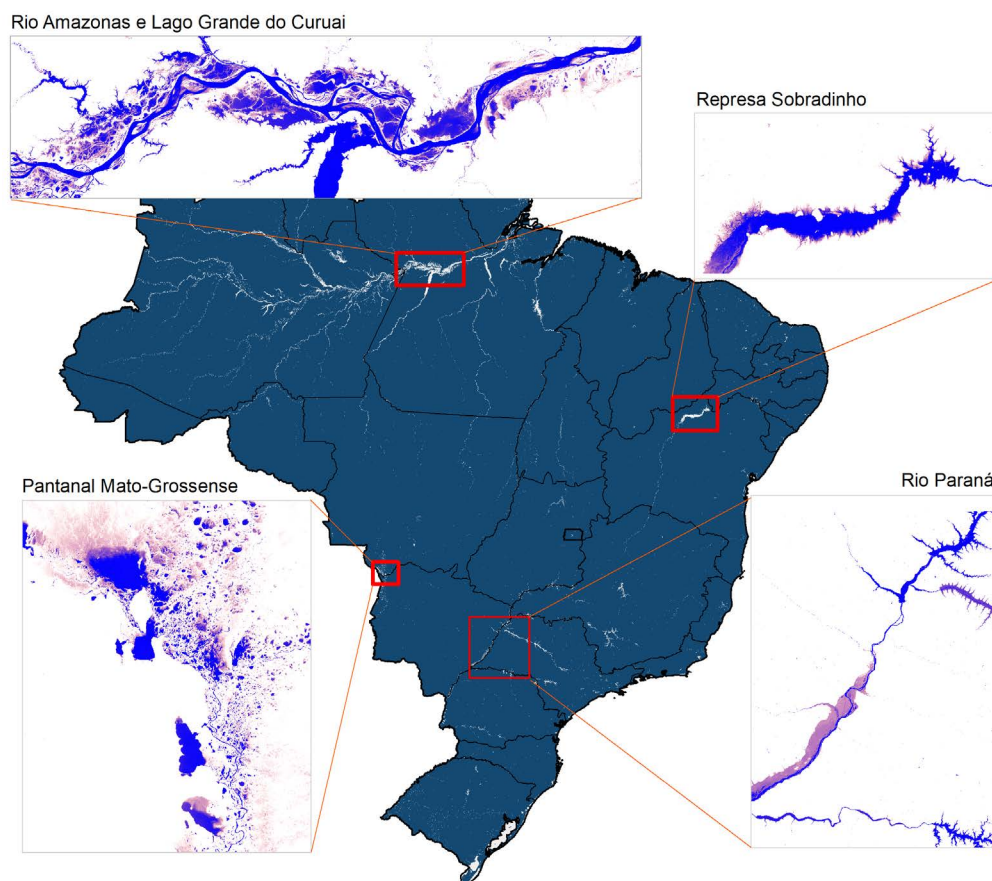 Rio Amazonas e Lago Grande do Curuai
Represa Sobradinho
Pantanal Mato-Grossense
Rio Paraná